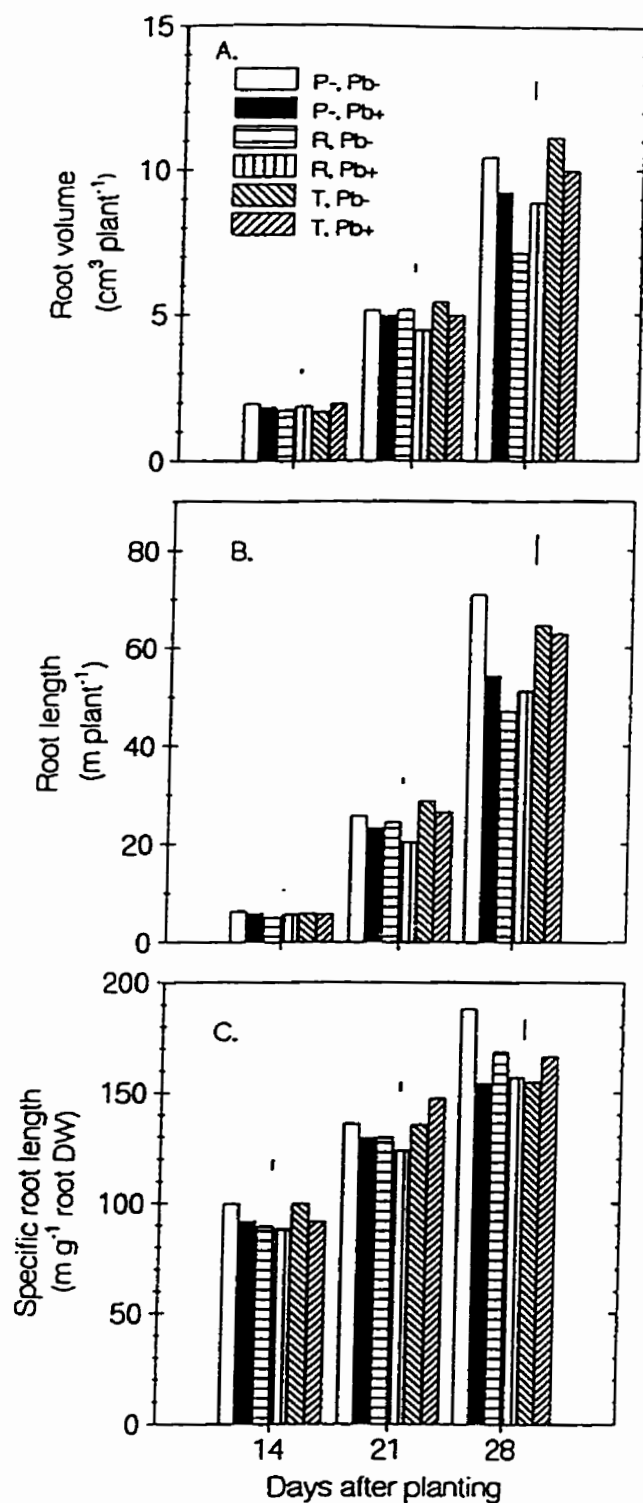 A.
P-, Pb-
P-, Pb+
R, Pb-
R, Pb+
T, Pb-
T, Pb+
15
10
5
0
Root volume
(cm³ plant⁻¹)
B.
80
60
40
20
0
Root length
(m plant⁻¹)
C.
200
150
100
50
0
Specific root length
(m g⁻¹ root DW)
14
21
28
Days after planting